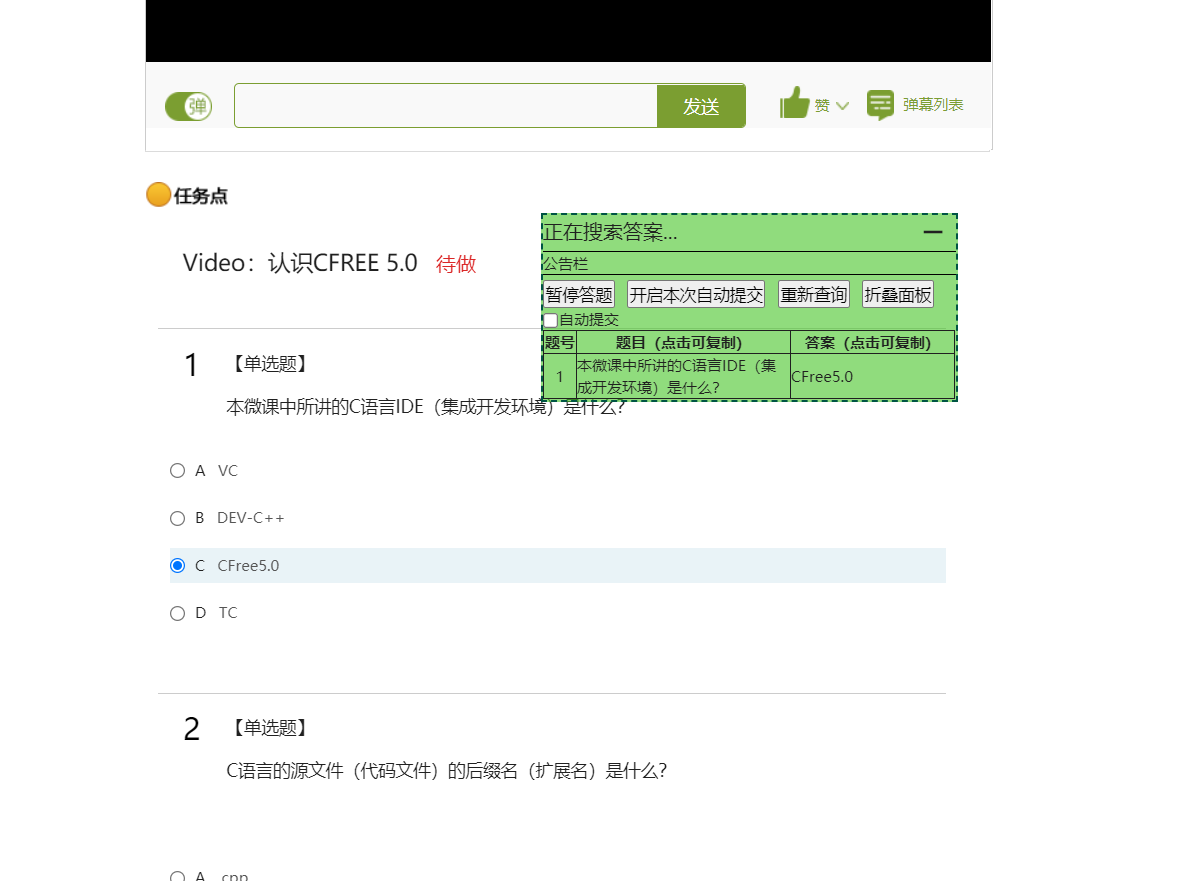 弹
发送
赞
弹幕列表
任务点
Video：认识CFREE 5.0 待做
正在搜索答案...
公告栏
暂停答题 开启本次自动提交 重新查询 折叠面板
自动提交
题号 题目（点击可复制） 答案（点击可复制）
1 本微课中所讲的C语言IDE（集成开发环境）是什么? CFree5.0
1 【单选题】
本微课中所讲的C语言IDE（集成开发环境）是什么?
A VC
B DEV-C++
C CFree5.0
D TC
2 【单选题】
C语言的源文件（代码文件）的后缀名（扩展名）是什么?
A .cpp